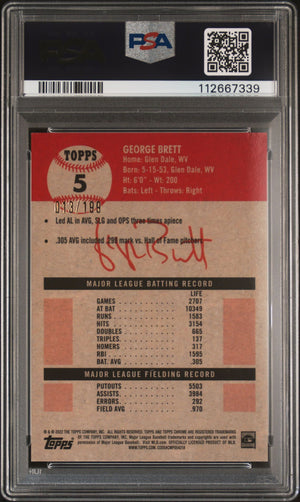 PSA
112667339
TOPPS
5
013/199
GEORGE BRETT
Home: Glen Dale, WV
Born: 5-15-53, Glen Dale, WV
Ht: 6'0" · Wt: 200
Bats: Left · Throws: Right
• Led AL in AVG, SLG and OPS three times apiece
• .305 AVG included .298 mark vs. Hall of Fame pitchers
MAJOR LEAGUE BATTING RECORD
LIFE
GAMES 2707
AT BAT 10349
RUNS 1583
HITS 3154
DOUBLES 665
TRIPLES 137
HOMERS 317
RBI 1595
BAT. AVG. .305
MAJOR LEAGUE FIELDING RECORD
PUTOUTS 5503
ASSISTS 3984
ERRORS 292
FIELD AVG. .970
Topps